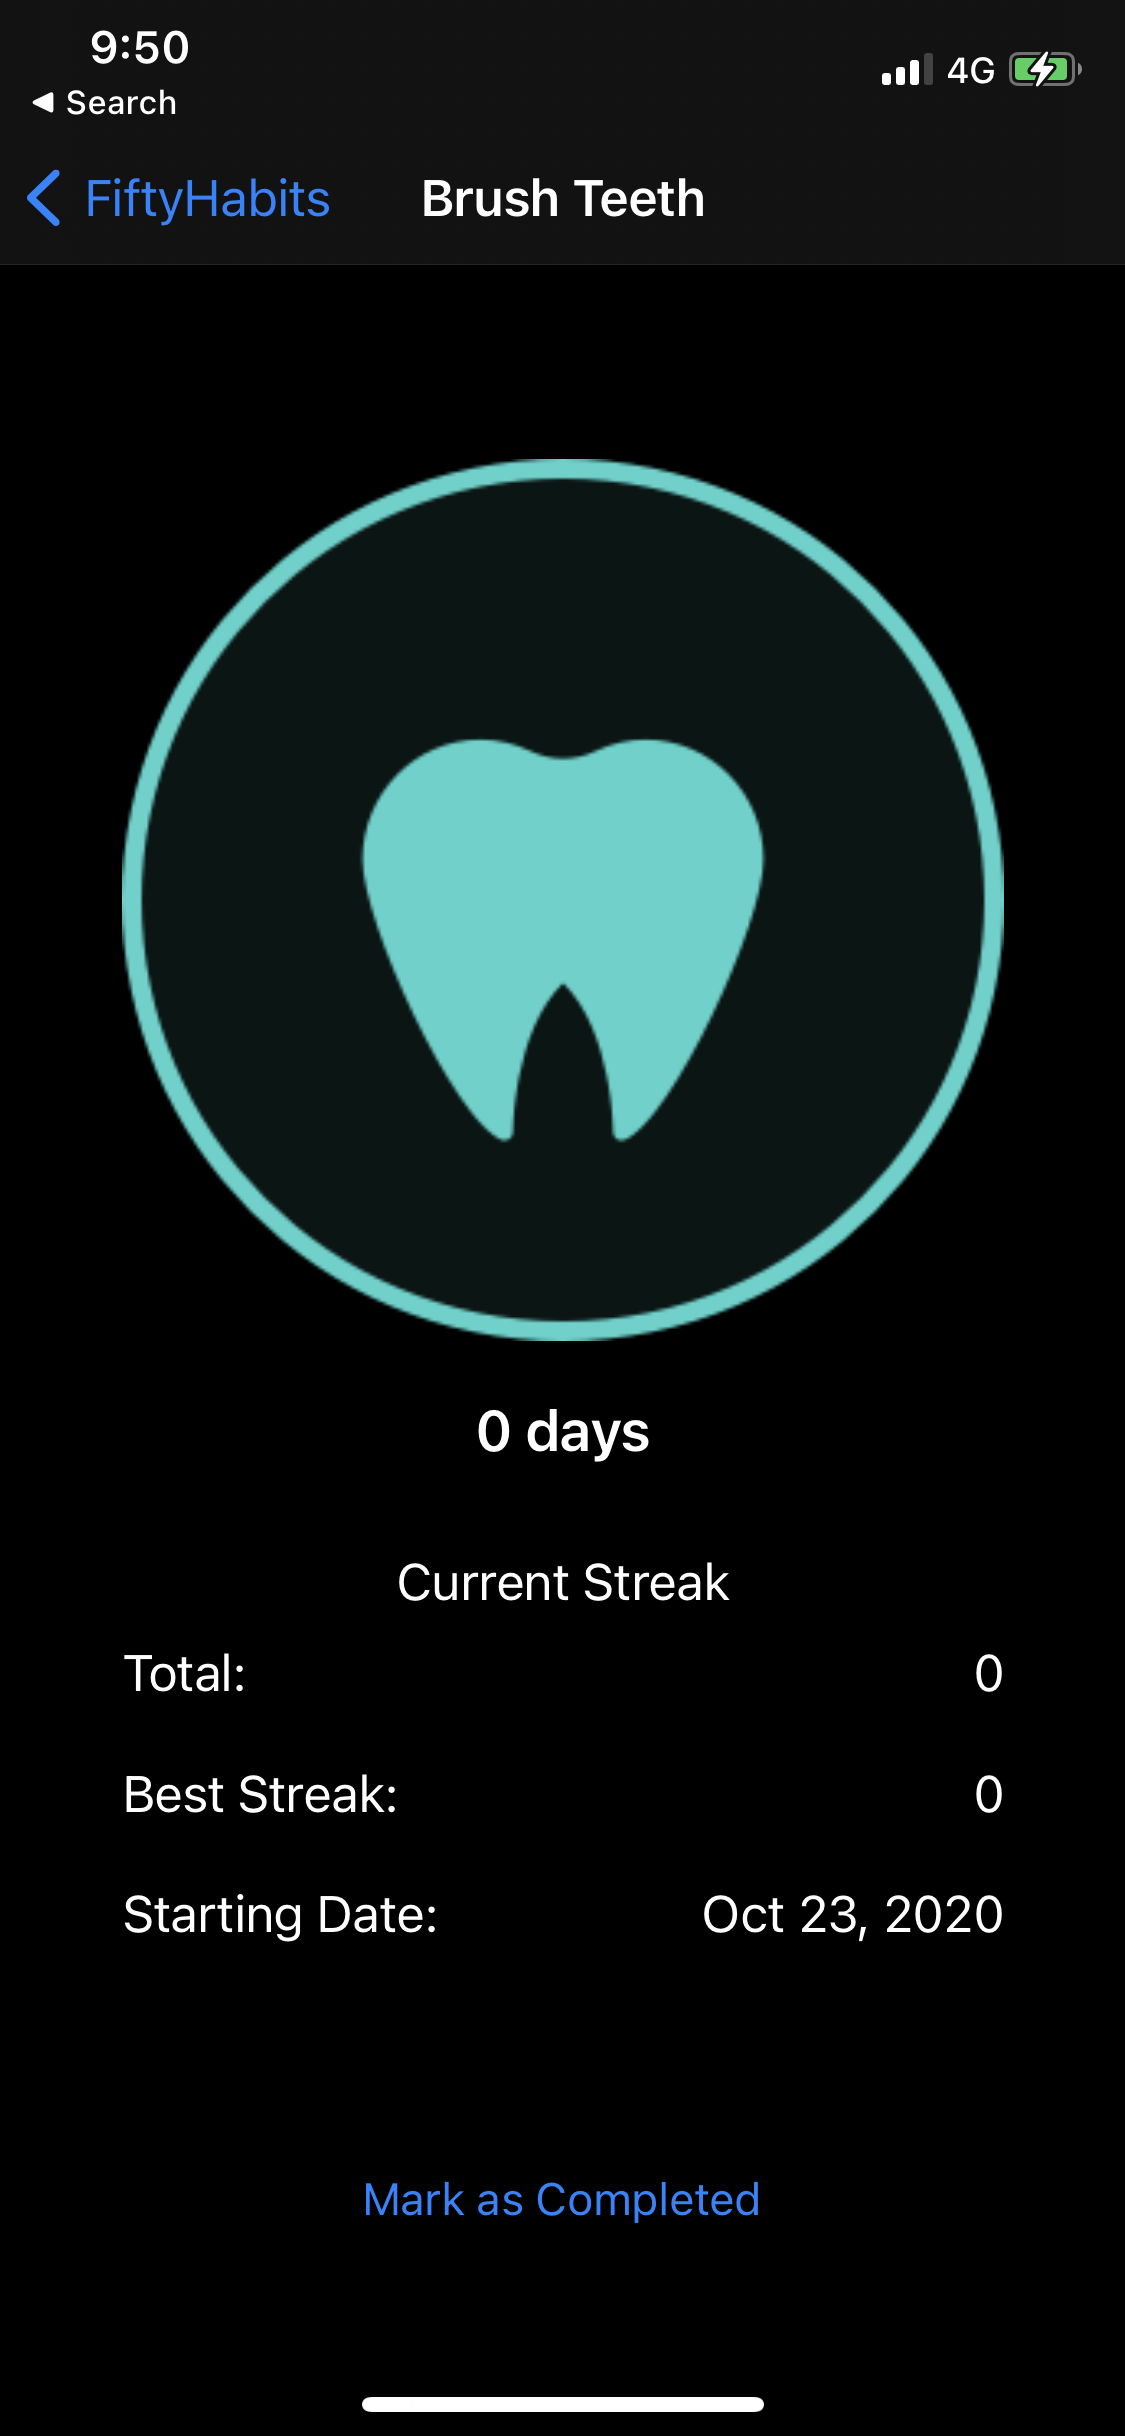 9:50
4G
◀ Search
FiftyHabits
Brush Teeth
0 days
Current Streak
Total: 0
Best Streak: 0
Starting Date: Oct 23, 2020
Mark as Completed